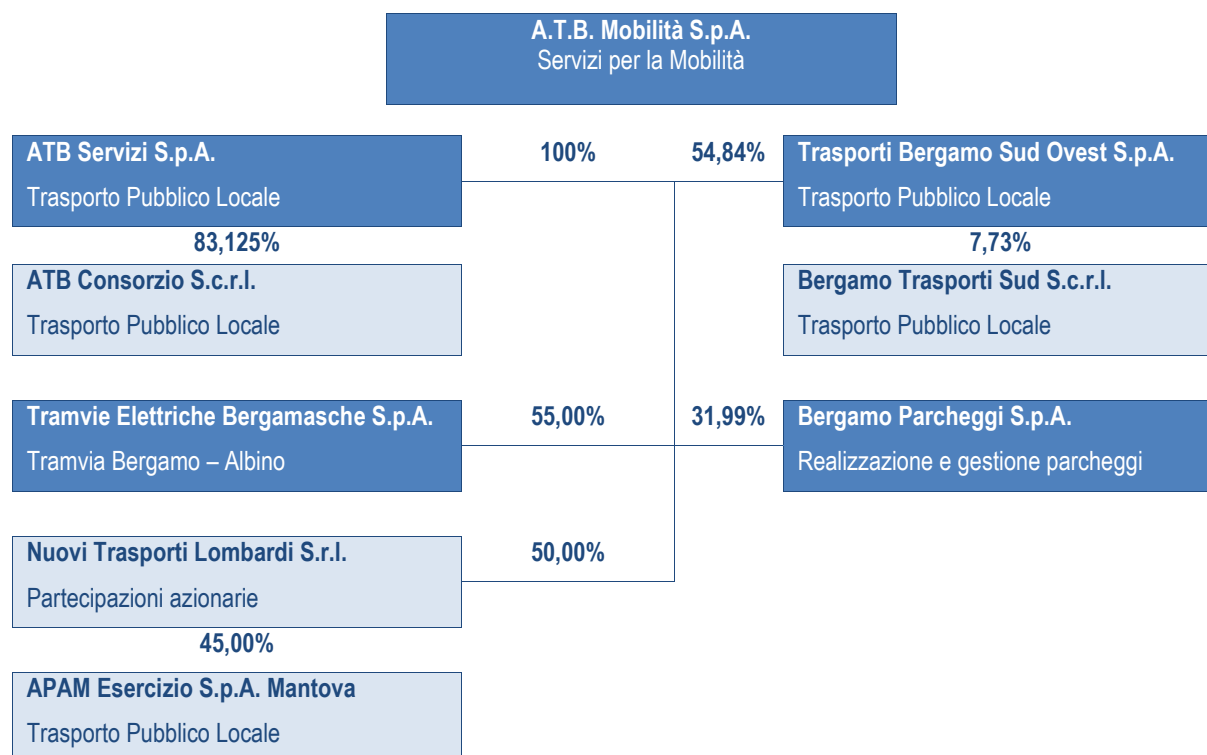 A.T.B. Mobilità S.p.A.
Servizi per la Mobilità
ATB Servizi S.p.A.
Trasporto Pubblico Locale
100%
54,84%
Trasporti Bergamo Sud Ovest S.p.A.
Trasporto Pubblico Locale
83,125%
7,73%
ATB Consorzio S.c.r.l.
Trasporto Pubblico Locale
Bergamo Trasporti Sud S.c.r.l.
Trasporto Pubblico Locale
Tramvie Elettriche Bergamasche S.p.A.
Tramvia Bergamo – Albino
55,00%
31,99%
Bergamo Parcheggi S.p.A.
Realizzazione e gestione parcheggi
Nuovi Trasporti Lombardi S.r.l.
Partecipazioni azionarie
50,00%
45,00%
APAM Esercizio S.p.A. Mantova
Trasporto Pubblico Locale